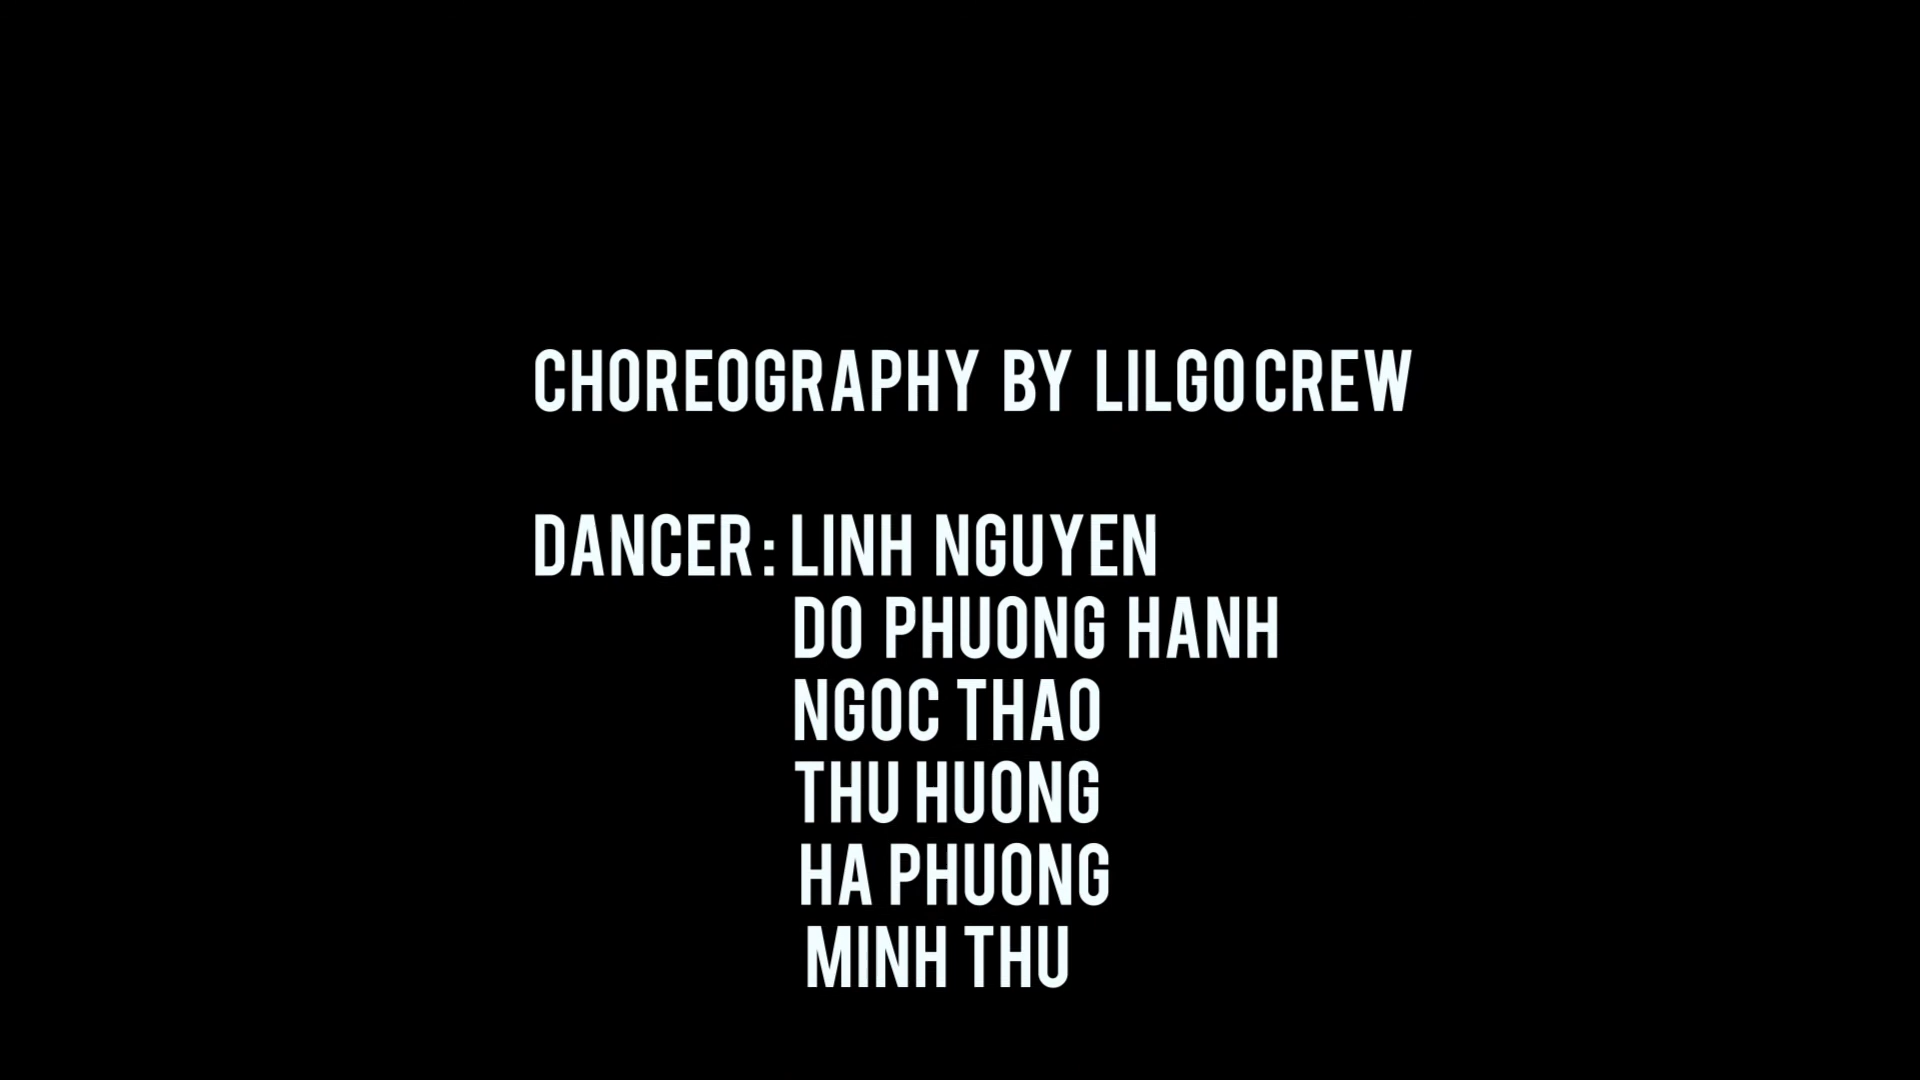 CHOREOGRAPHY BY LILGOCREW
DANCER: LINH NGUYEN
DO PHUONG HANH
NGOC THAO
THU HUONG
HA PHUONG
MINH THU